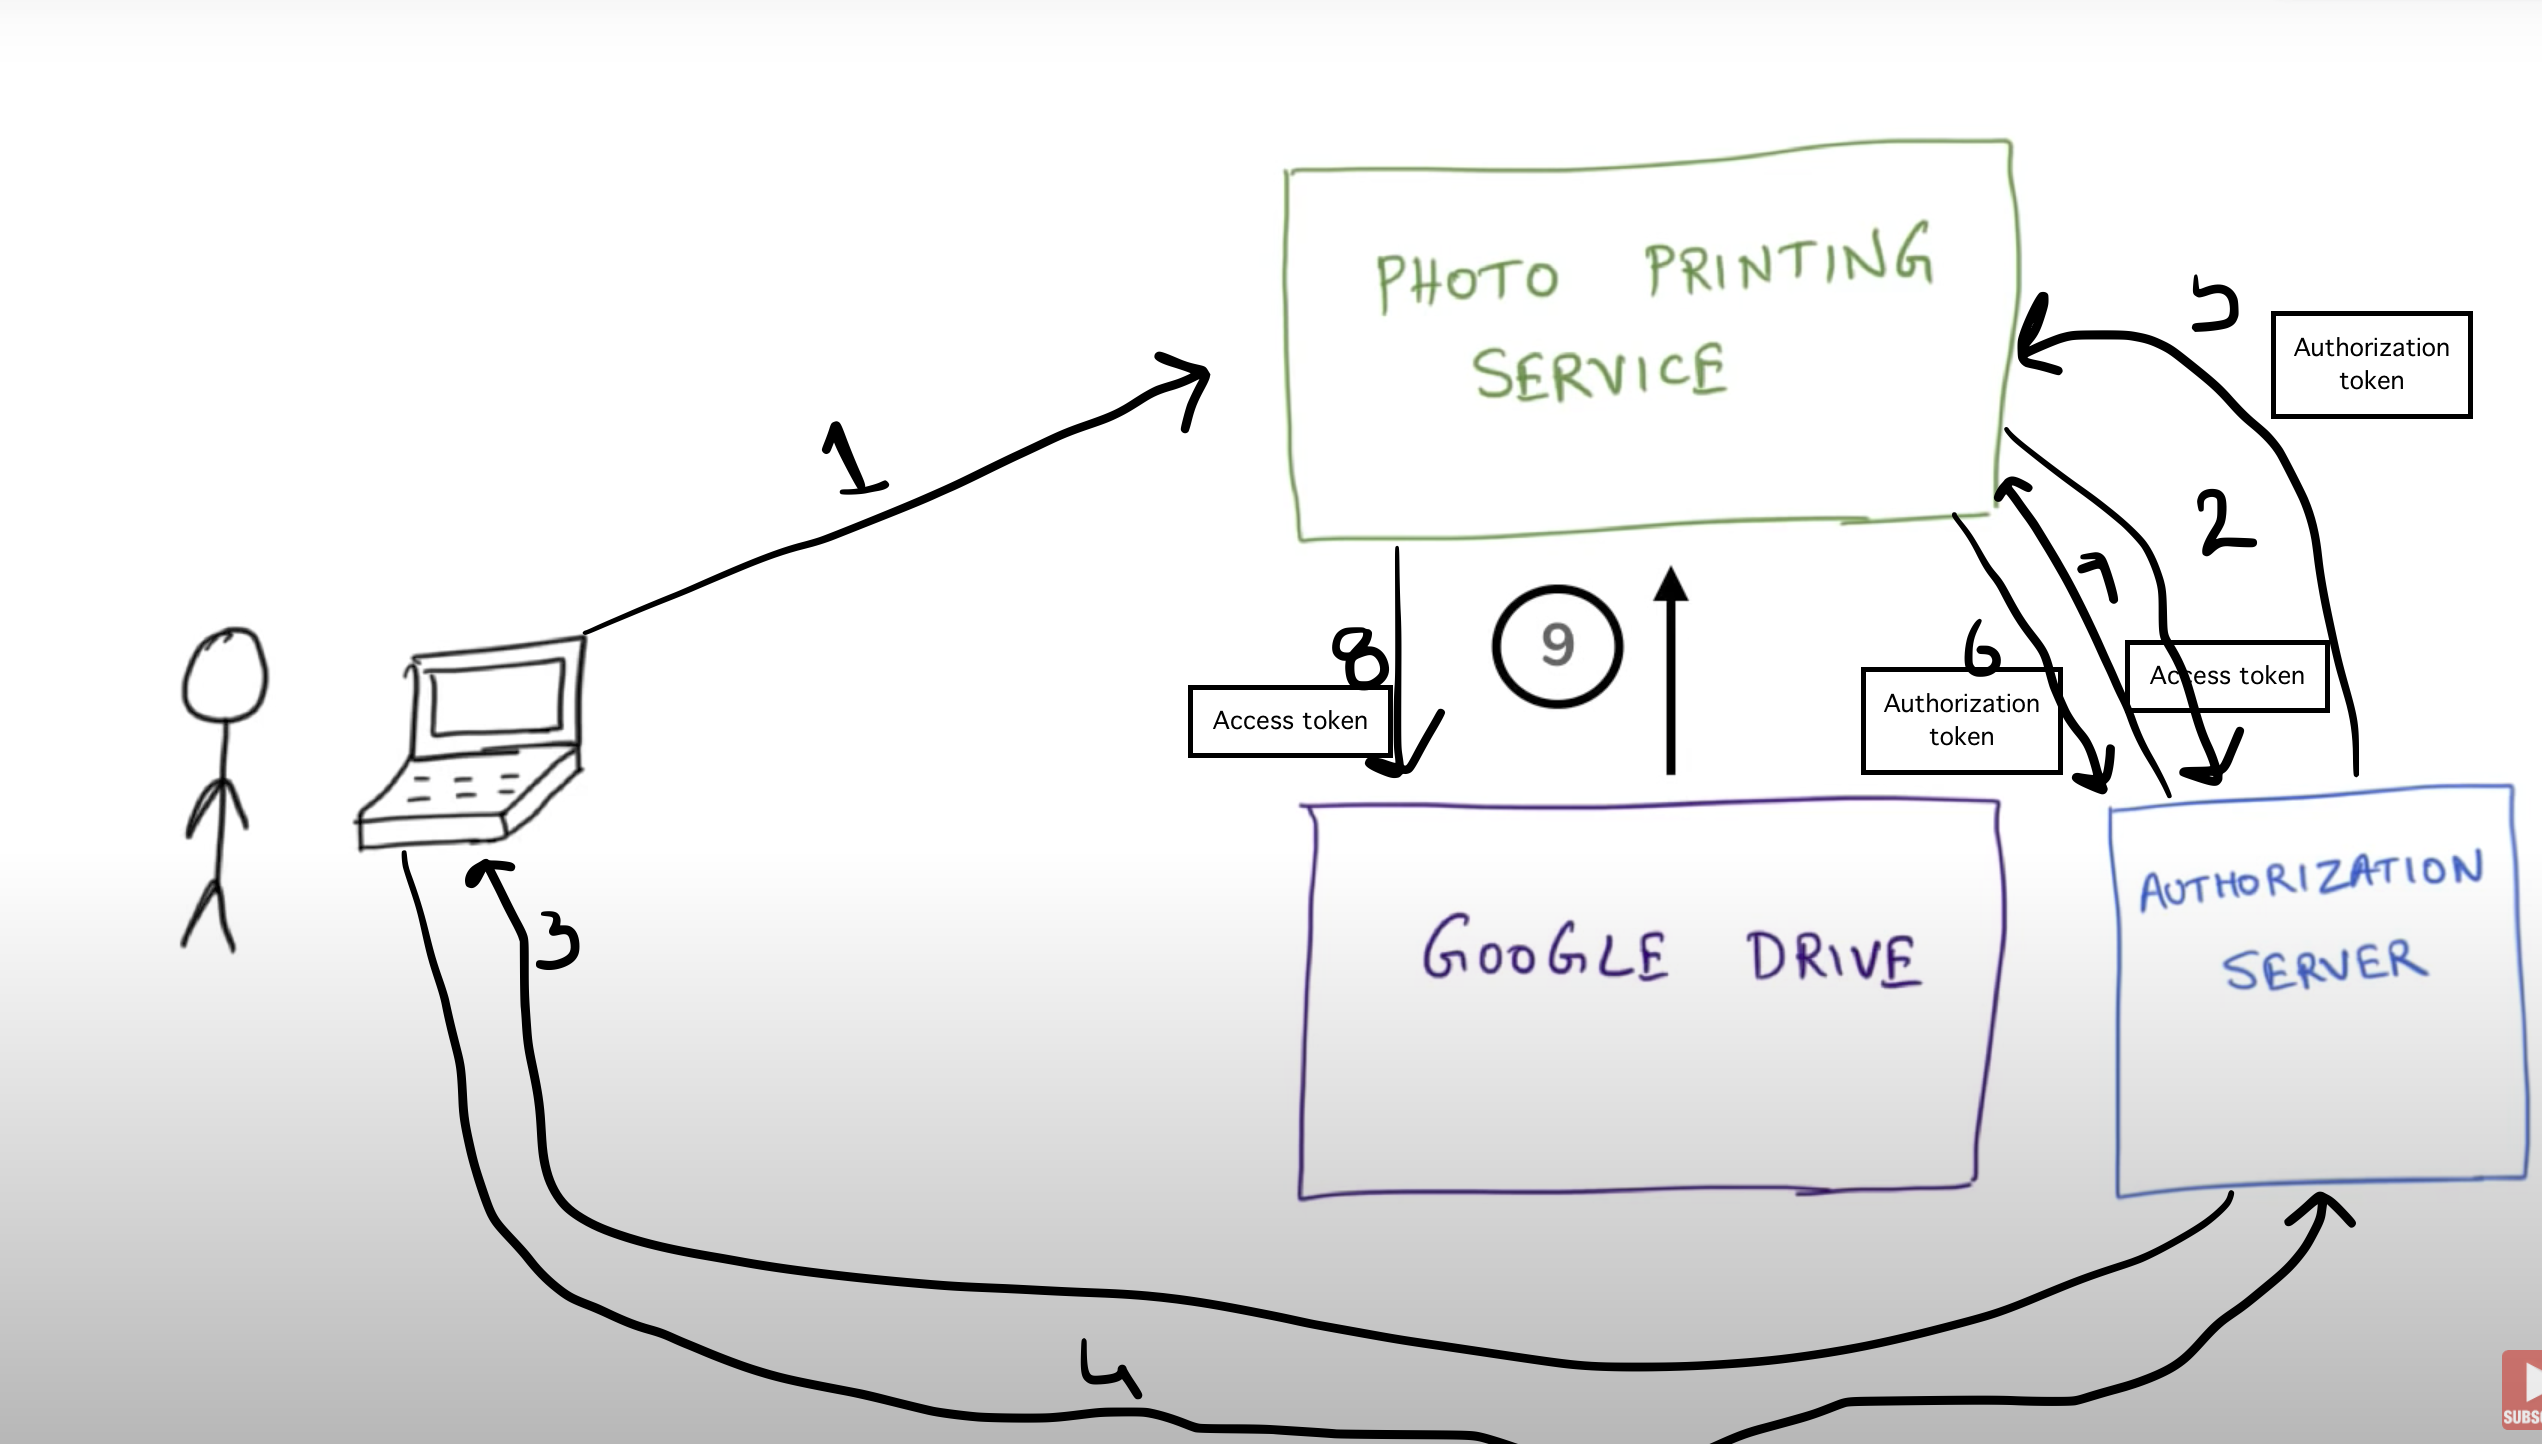 PHOTO PRINTING
SERVICE
5
Authorization
token
1
2
7
6
Access token
Authorization
token
8
9
Access token
3
GOOGLE DRIVE
AUTHORIZATION
SERVER
4